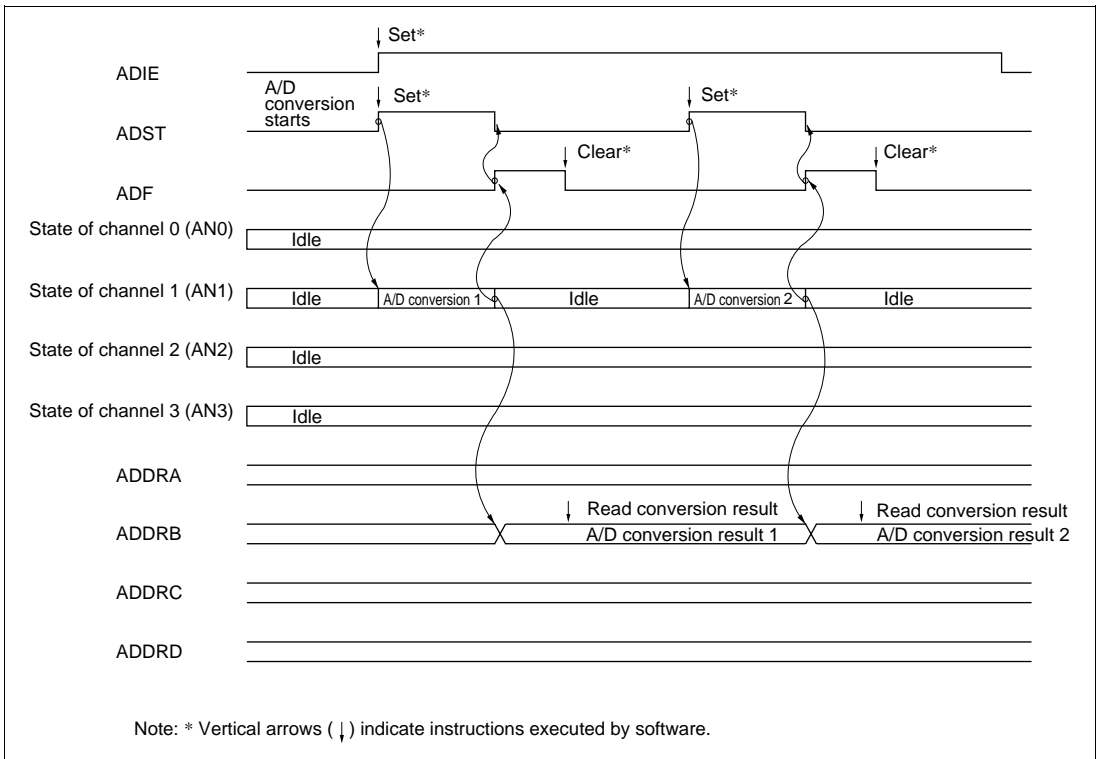 Set*
ADIE
A/D
conversion
starts
Set*
Set*
ADST
Clear*
Clear*
ADF
State of channel 0 (AN0)
Idle
State of channel 1 (AN1)
Idle
A/D conversion 1
Idle
A/D conversion 2
Idle
State of channel 2 (AN2)
Idle
State of channel 3 (AN3)
Idle
ADDRA
Read conversion result
Read conversion result
ADDRB
A/D conversion result 1
A/D conversion result 2
ADDRC
ADDRD
Note: * Vertical arrows (↓) indicate instructions executed by software.